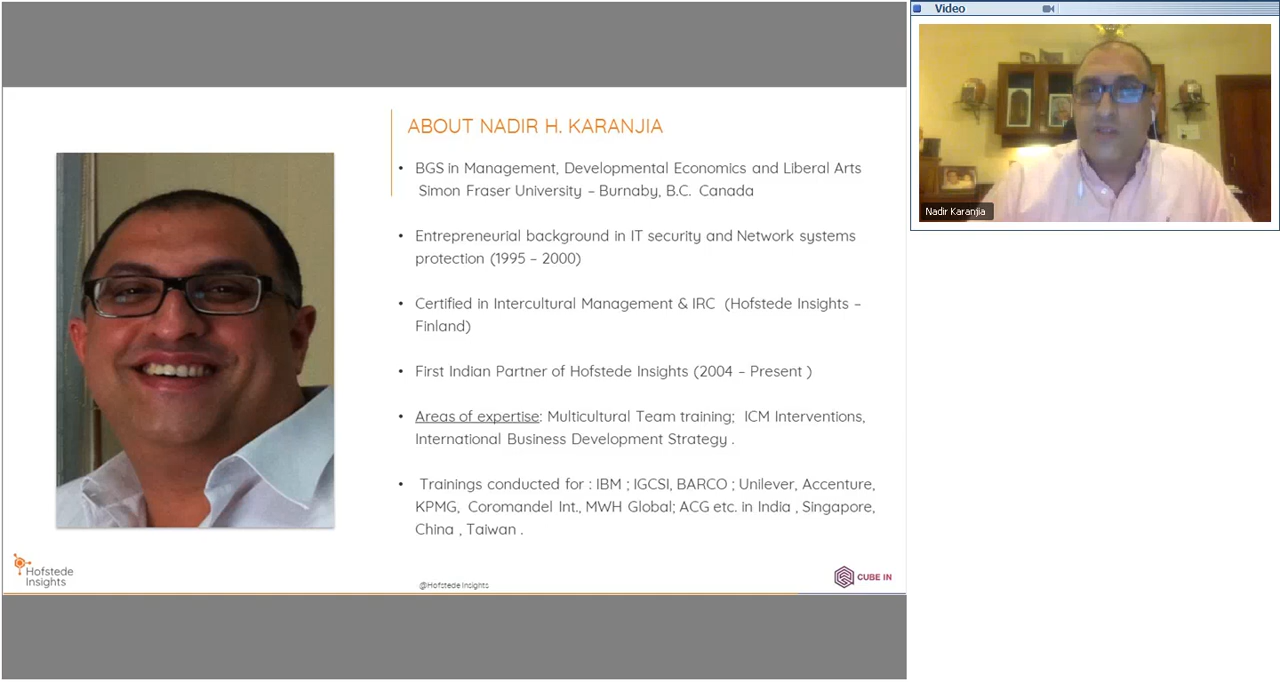 Video
ABOUT NADIR H. KARANJIA
• BGS in Management, Developmental Economics and Liberal Arts
Simon Fraser University – Burnaby, B.C. Canada
• Entrepreneurial background in IT security and Network systems
protection (1995 – 2000)
• Certified in Intercultural Management & IRC (Hofstede Insights –
Finland)
• First Indian Partner of Hofstede Insights (2004 – Present )
• Areas of expertise: Multicultural Team training; ICM Interventions,
International Business Development Strategy .
• Trainings conducted for : IBM ; IGCSI, BARCO ; Unilever, Accenture,
KPMG, Coromandel Int., MWH Global; ACG etc. in India , Singapore,
China , Taiwan .
Hofstede
Insights
@Hofstede Insights
CUBE IN
Nadir Karanjia